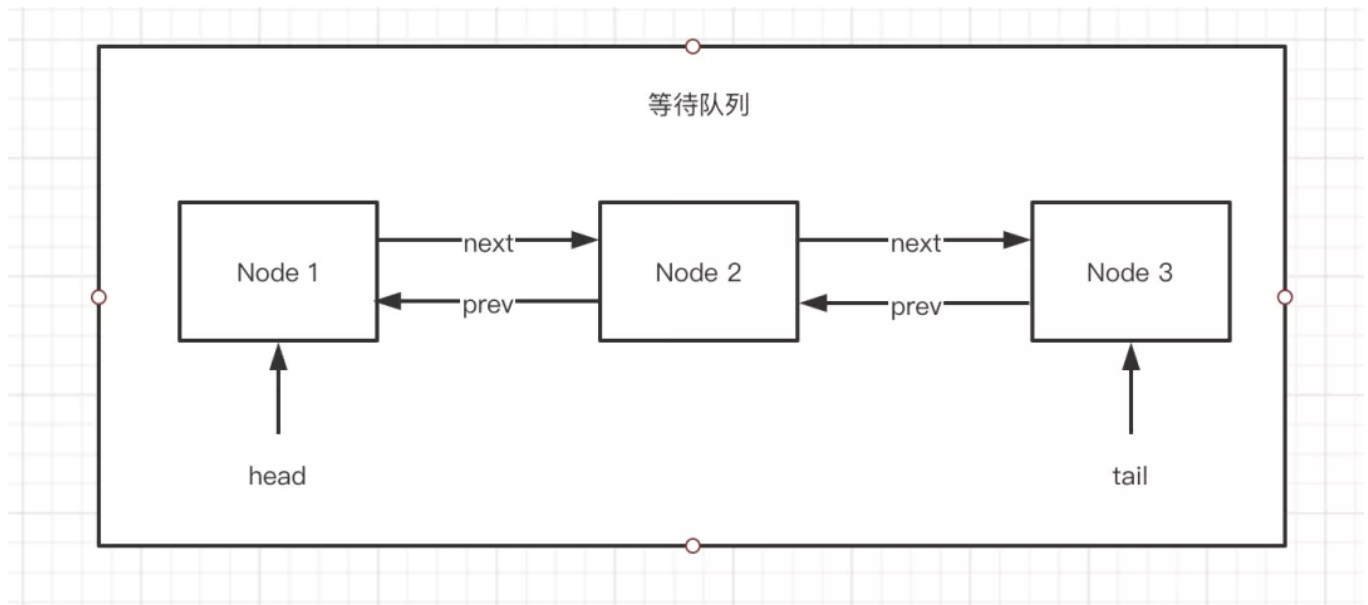 等待队列
next
next
Node 1
Node 2
Node 3
prev
prev
head
tail